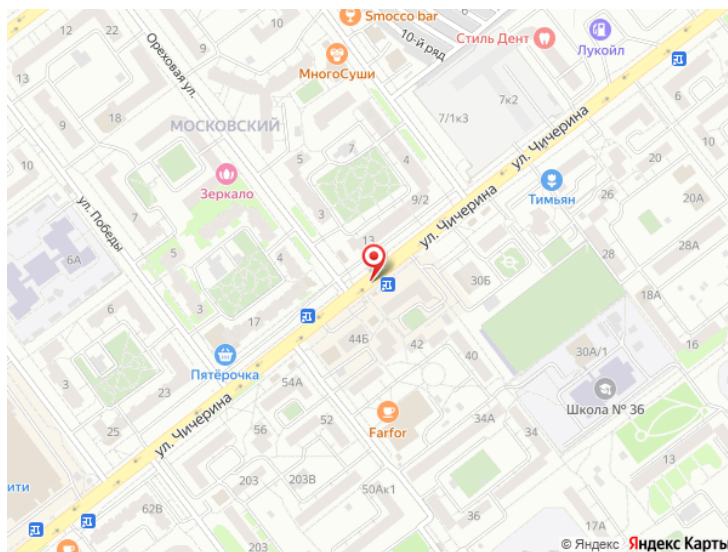 Smocco bar
10-й ряд
Стиль Дент
Лукойл
12
13
Ореховая ул.
МногоСуши
9
18
7/1к3
7к2
ул. Чичерина
МОСКОВСКИЙ
12
9
10
7
5
7
4
Зеркало
3
9/2
ул. Чичерина
Тимьян
26
20
20А
ул. Победы
6А
5
4
3
13
30Б
28
28А
18А
17
44Б
42
40
30А/1
16
Пятёрочка
3
23
54А
Школа № 36
25
ул. Чичерина
56
52
Farfor
34А
13
ити
203
203В
50Ак1
62В
36
17А
203
10
© Яндекс Яндекс Карты